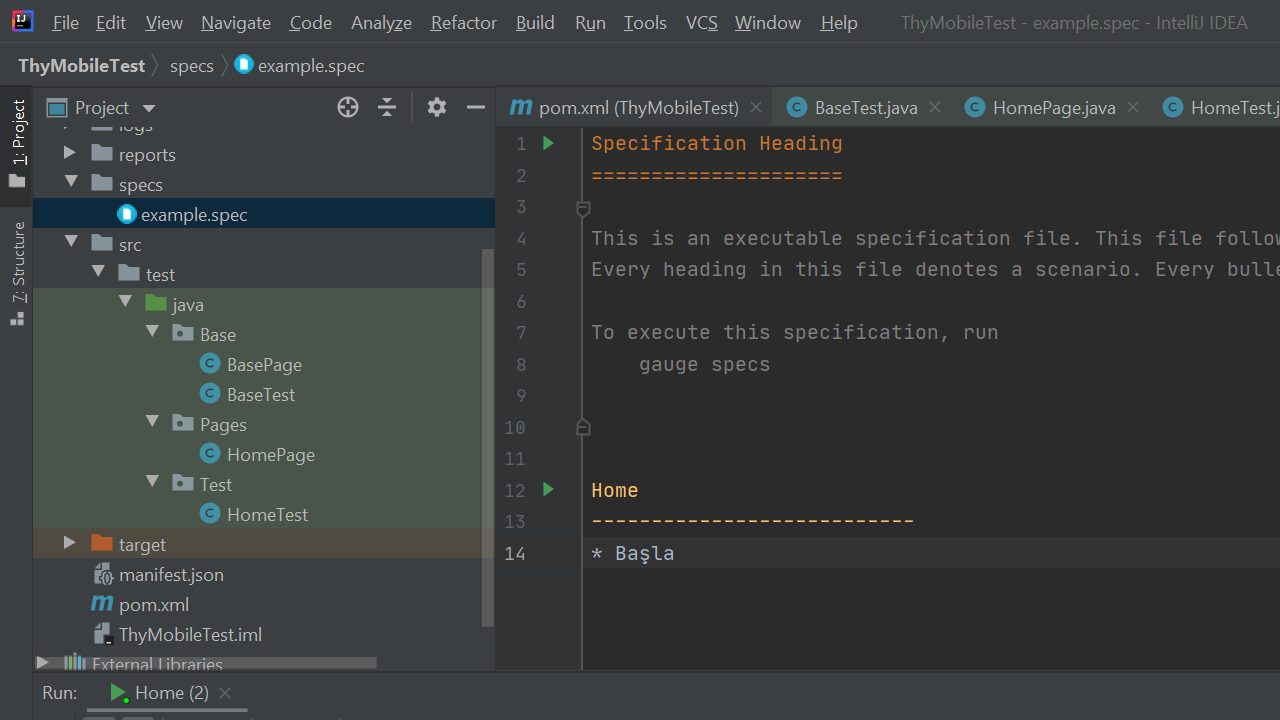 File Edit View Navigate Code Analyze Refactor Build Run Tools VCS Window Help ThyMobileTest - example.spec - IntelliJ IDEA
ThyMobileTest specs example.spec
1: Project
7: Structure
Project
logs
reports
specs
example.spec
src
test
java
Base
BasePage
BaseTest
Pages
HomePage
Test
HomeTest
target
manifest.json
pom.xml
ThyMobileTest.iml
External Libraries
pom.xml (ThyMobileTest) BaseTest.java HomePage.java HomeTest.j
1 Specification Heading
2 =====================
3
4 This is an executable specification file. This file follow
5 Every heading in this file denotes a scenario. Every bulle
6
7 To execute this specification, run
8 gauge specs
9
10
11
12 Home
13 ---------------------------
14 * Başla
Run: Home (2)